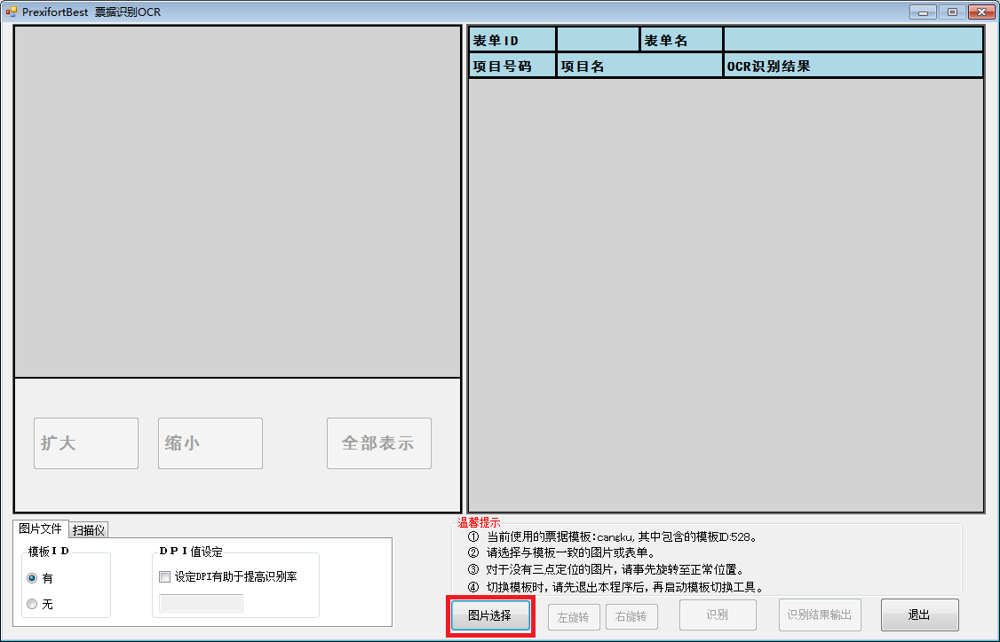 PrexifortBest 票据识别OCR
表单ID 表单名
项目号码 项目名 OCR识别结果
扩大 缩小 全部表示
图片文件 扫描仪
模板ＩＤ
有
无
ＤＰＩ值设定
设定DPI有助于提高识别率
温馨提示
① 当前使用的票据模板:cangku,其中包含的模板ID:528。
② 请选择与模板一致的图片或表单。
③ 对于没有三点定位的图片,请事先旋转至正常位置。
④ 切换模板时,请先退出本程序后,再启动模板切换工具。
图片选择 左旋转 右旋转 识别 识别结果输出 退出